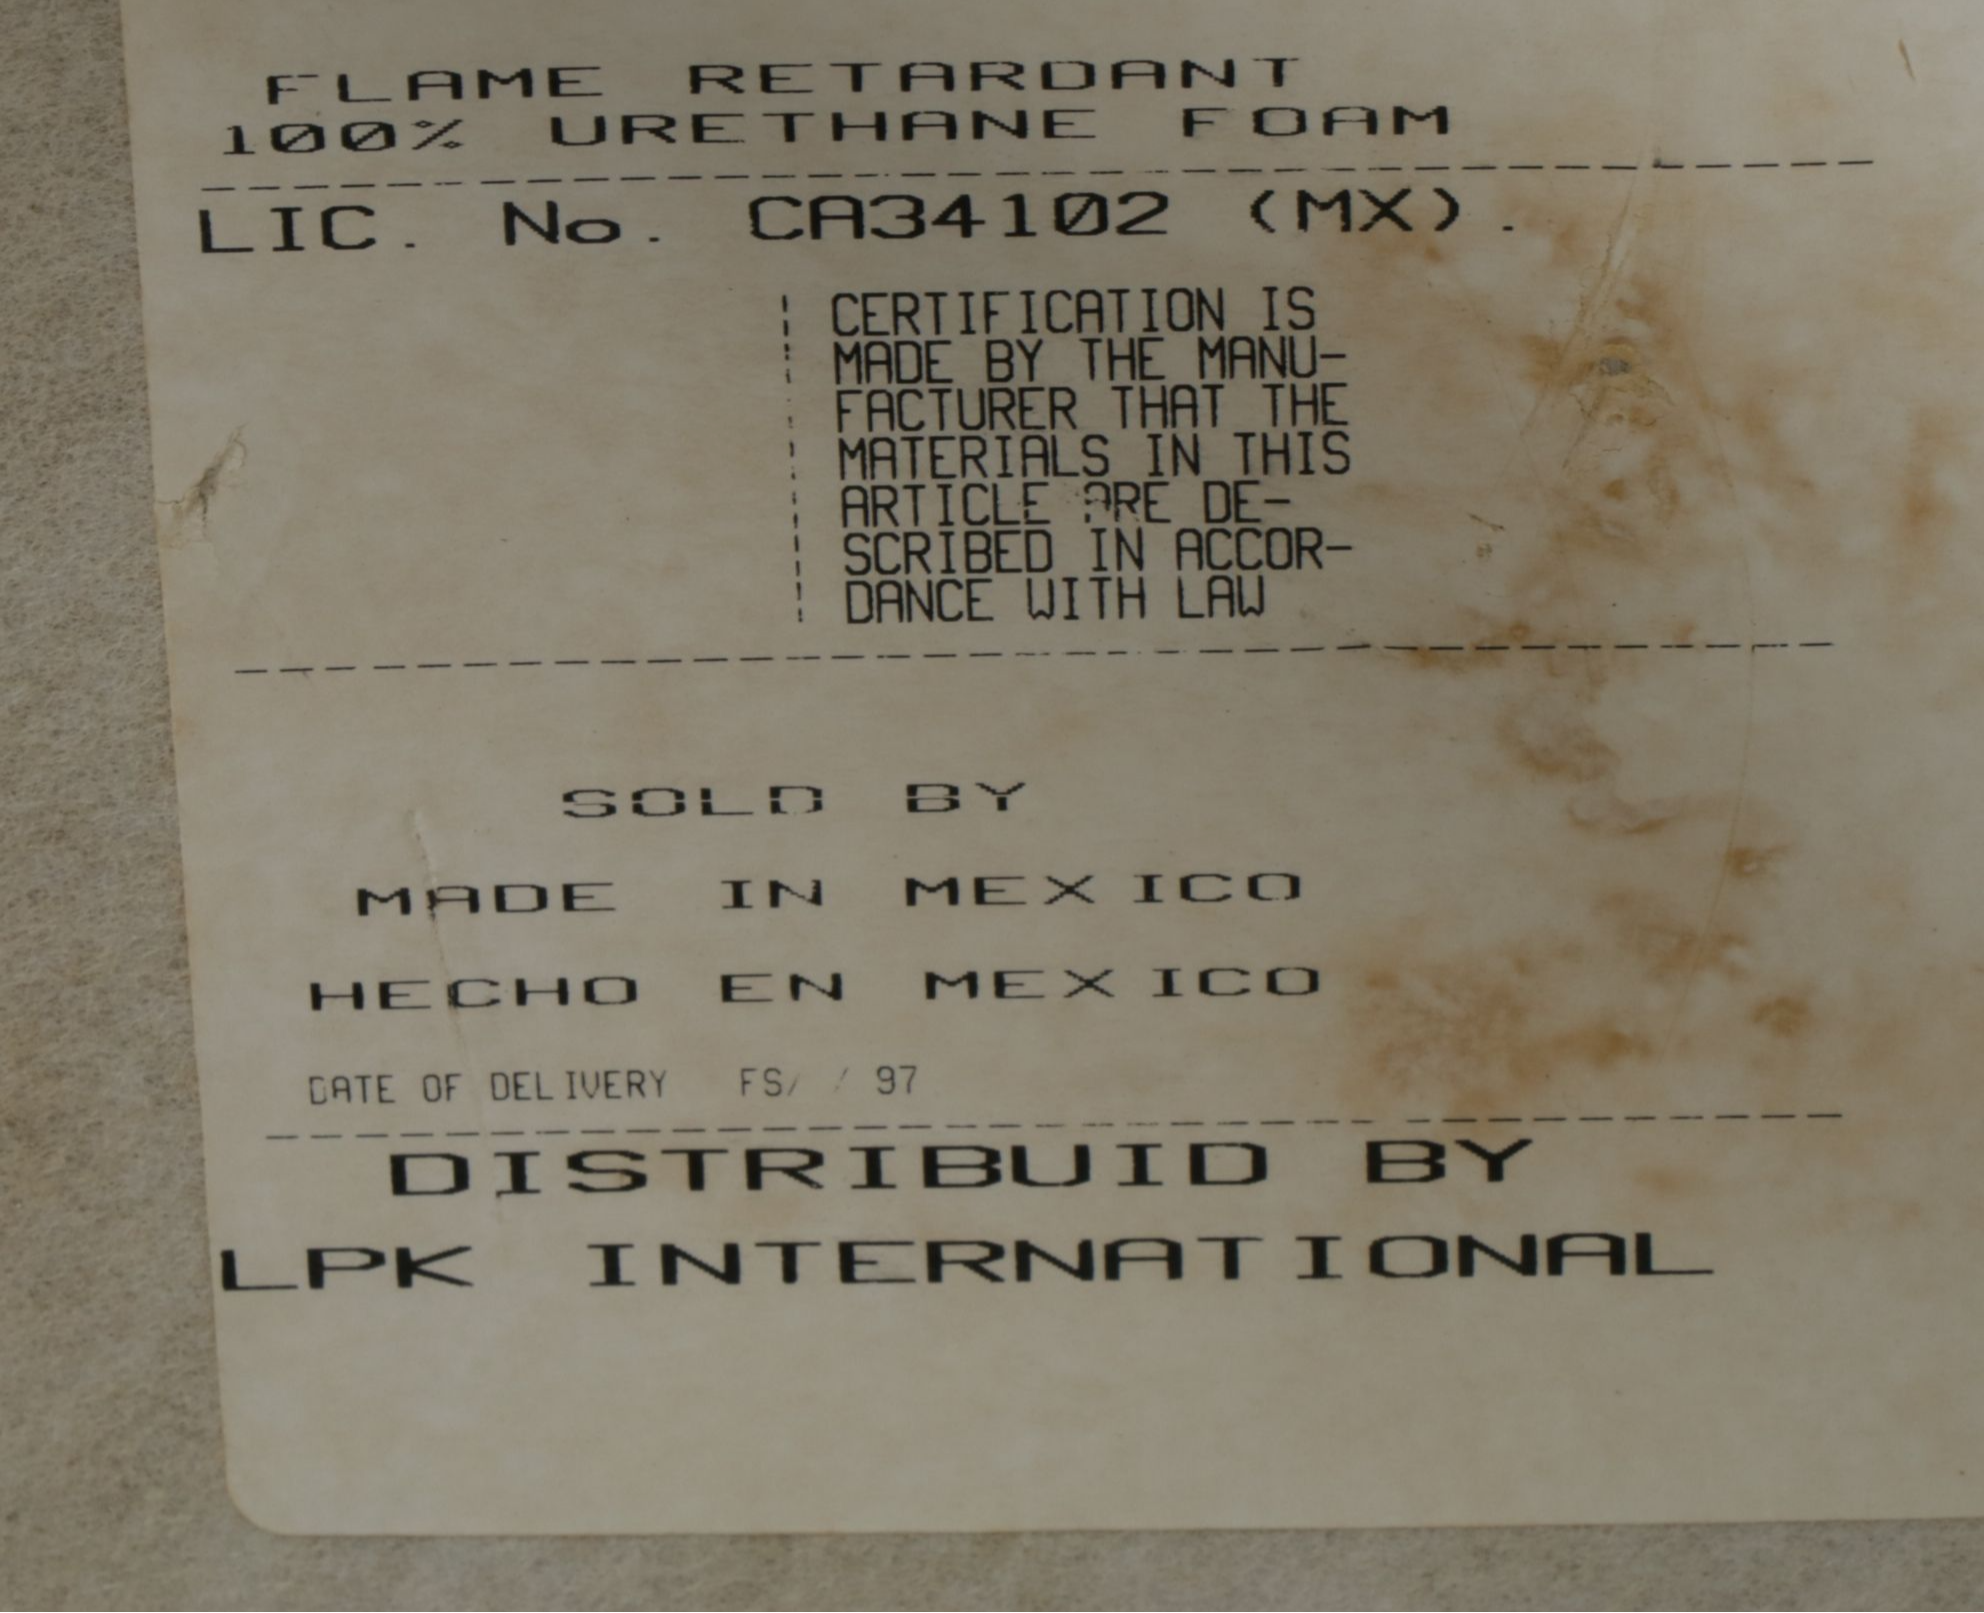 FLAME RETARDANT
100% URETHANE FOAM
LIC. No. CA34102 (MX).
CERTIFICATION IS
MADE BY THE MANU-
FACTURER THAT THE
MATERIALS IN THIS
ARTICLE ARE DE-
SCRIBED IN ACCOR-
DANCE WITH LAW
SOLD BY
MADE IN MEXICO
HECHO EN MEXICO
DATE OF DELIVERY FS/ / 97
DISTRIBUID BY
LPK INTERNATIONAL